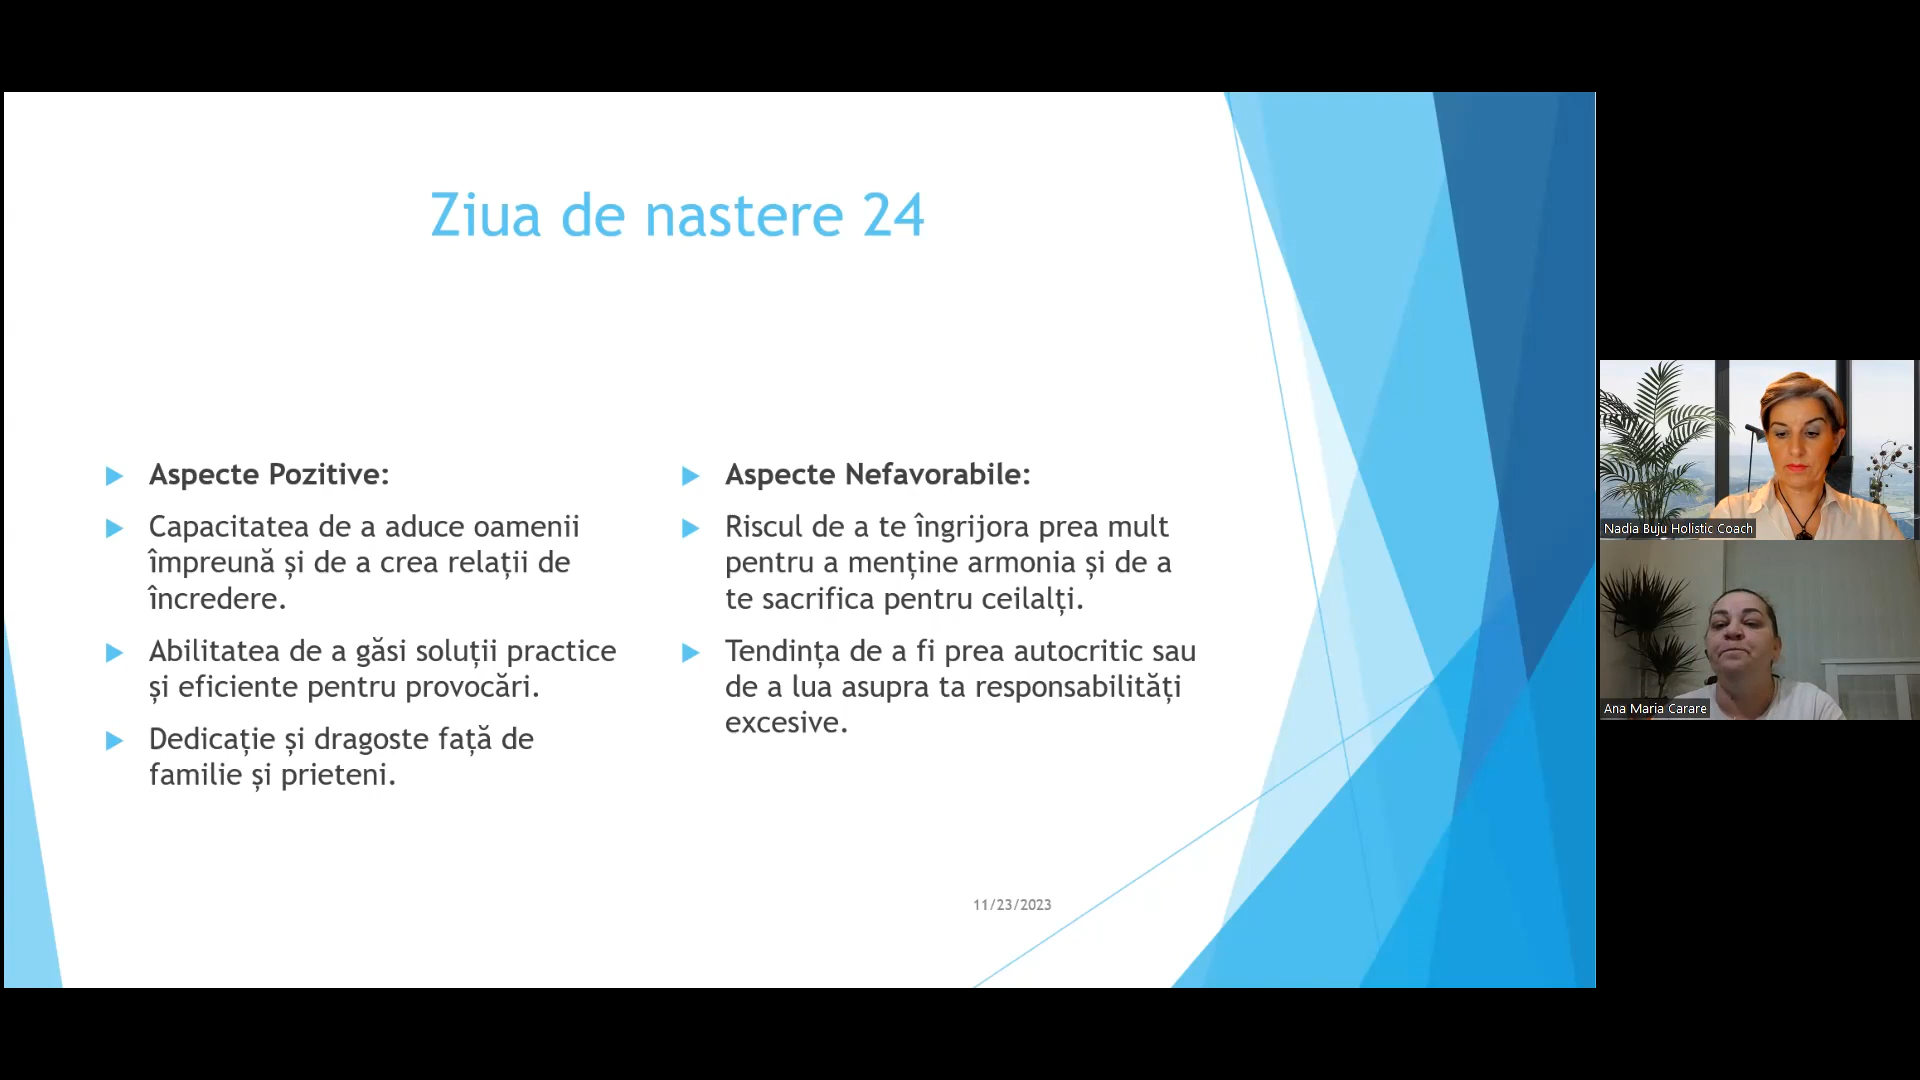 Ziua de nastere 24
Aspecte Pozitive:
Capacitatea de a aduce oamenii
împreună și de a crea relații de
încredere.
Abilitatea de a găsi soluții practice
și eficiente pentru provocări.
Dedicație și dragoste față de
familie și prieteni.
Aspecte Nefavorabile:
Riscul de a te îngrijora prea mult
pentru a menține armonia și de a
te sacrifica pentru ceilalți.
Tendința de a fi prea autocritic sau
de a lua asupra ta responsabilități
excesive.
11/23/2023
Nadia Buju Holistic Coach
Ana Maria Carare